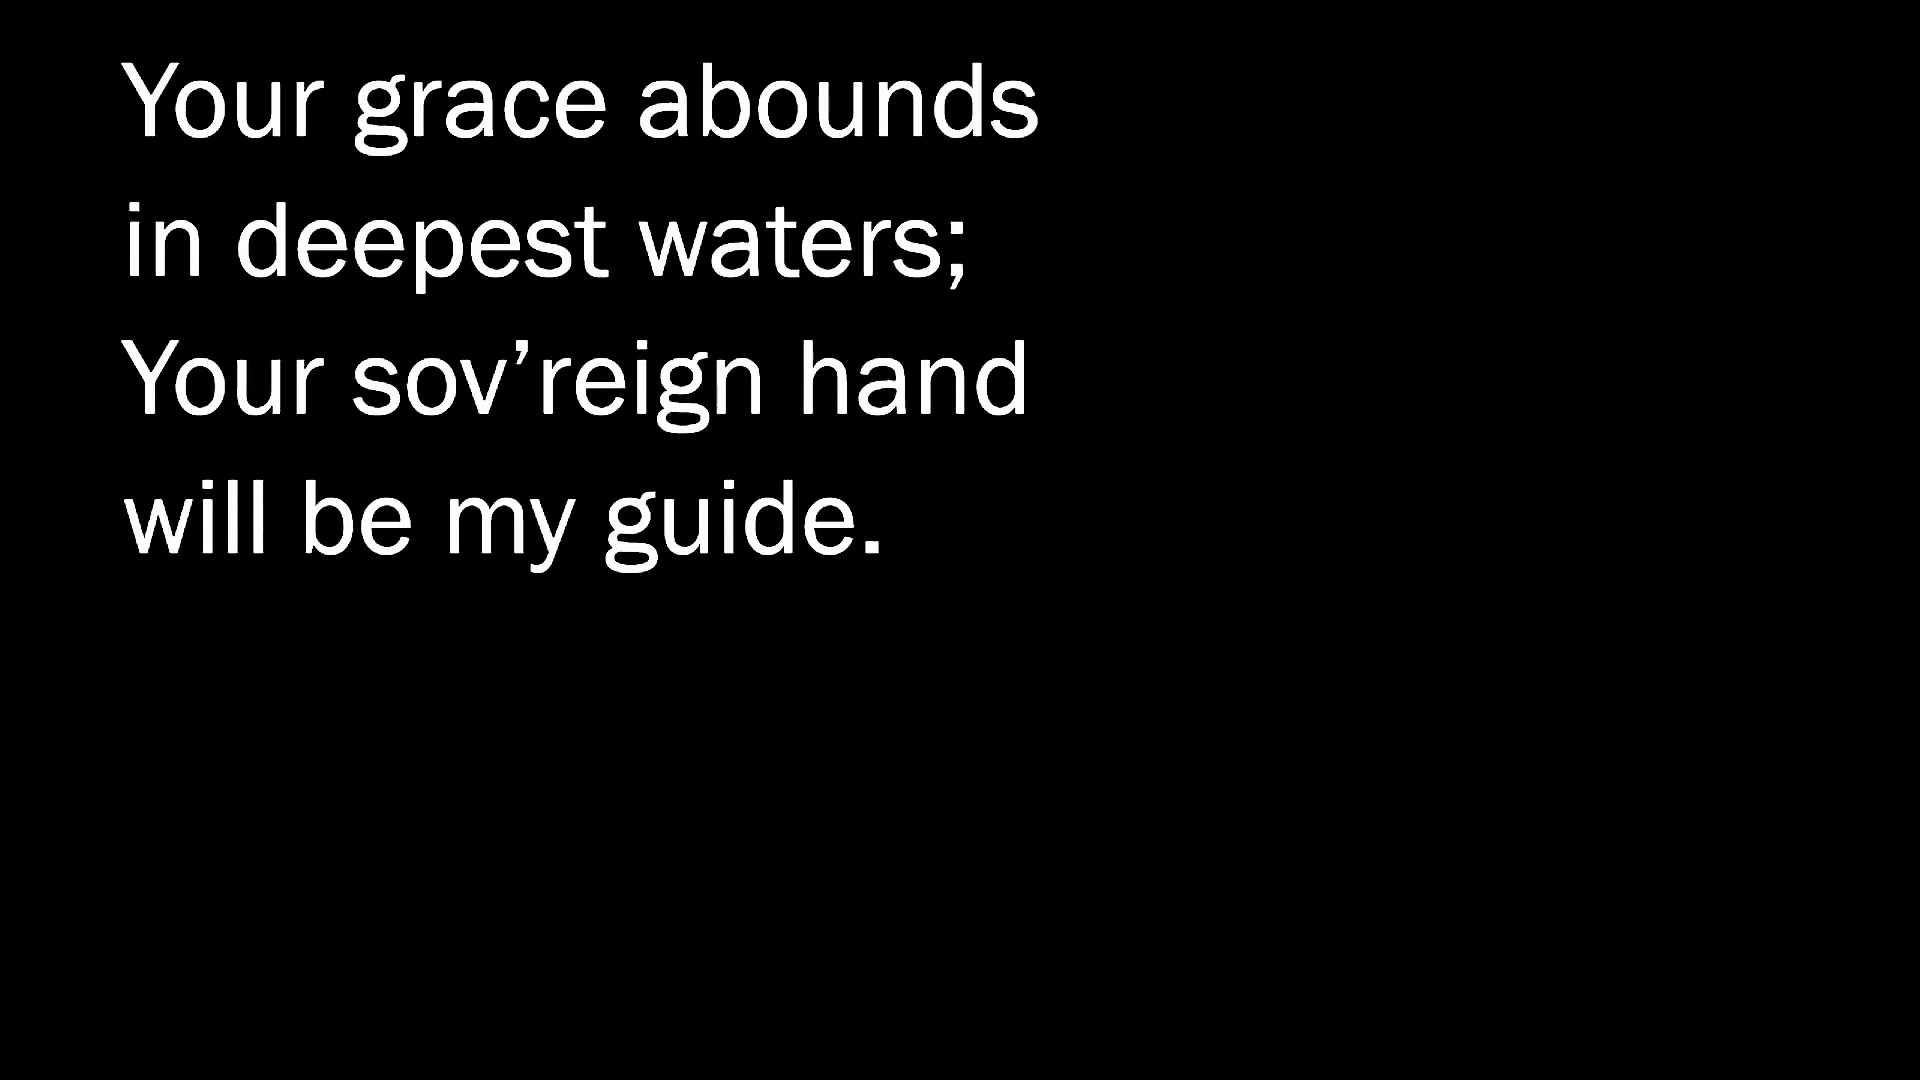 Your grace abounds
in deepest waters;
Your sov’reign hand
will be my guide.